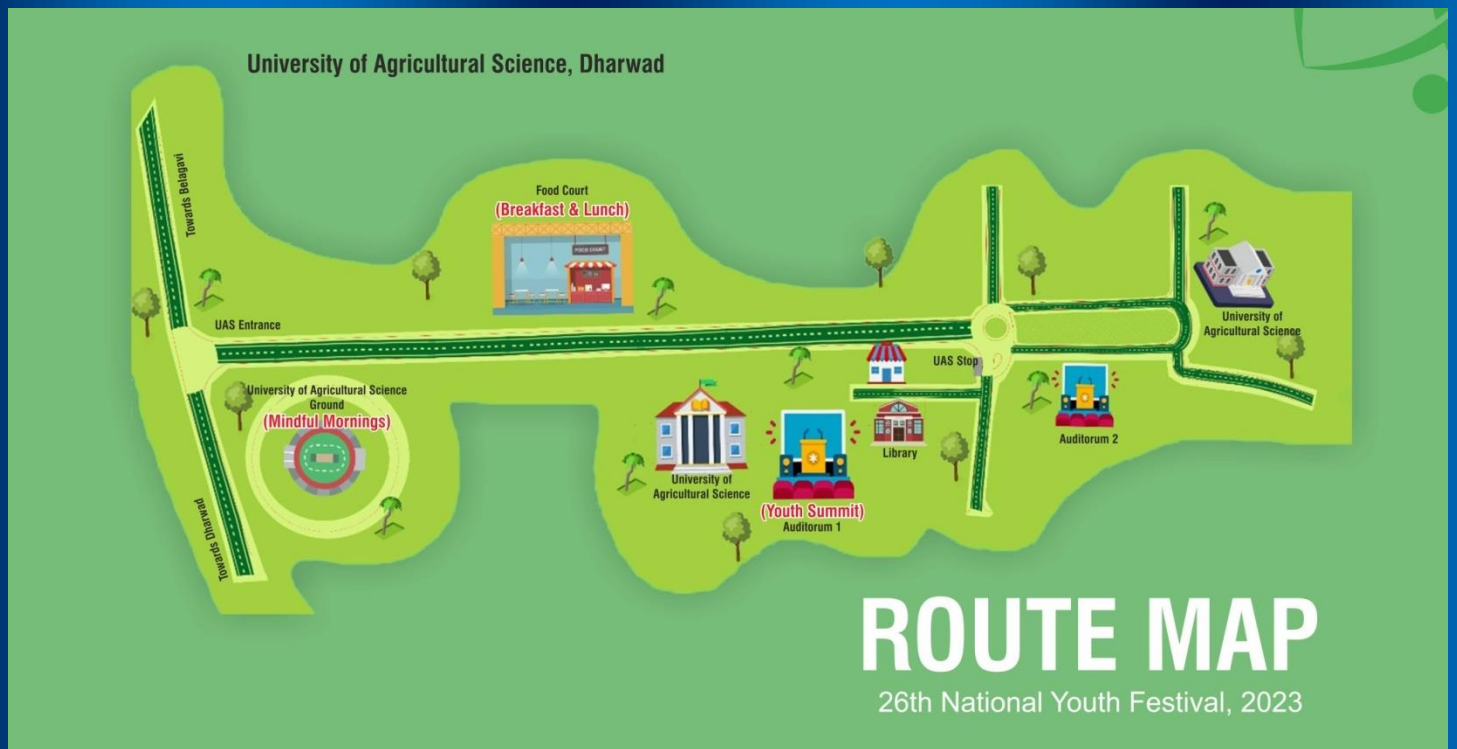 University of Agricultural Science, Dharwad
Towards Belagavi
Food Court
(Breakfast & Lunch)
FOOD COURT
UAS Entrance
University of
Agricultural Science
UAS Stop
University of Agricultural Science
Ground
(Mindful Mornings)
Auditorum 2
Library
University of
Agricultural Science
(Youth Summit)
Auditorum 1
Towards Dharwad
ROUTE MAP
26th National Youth Festival, 2023